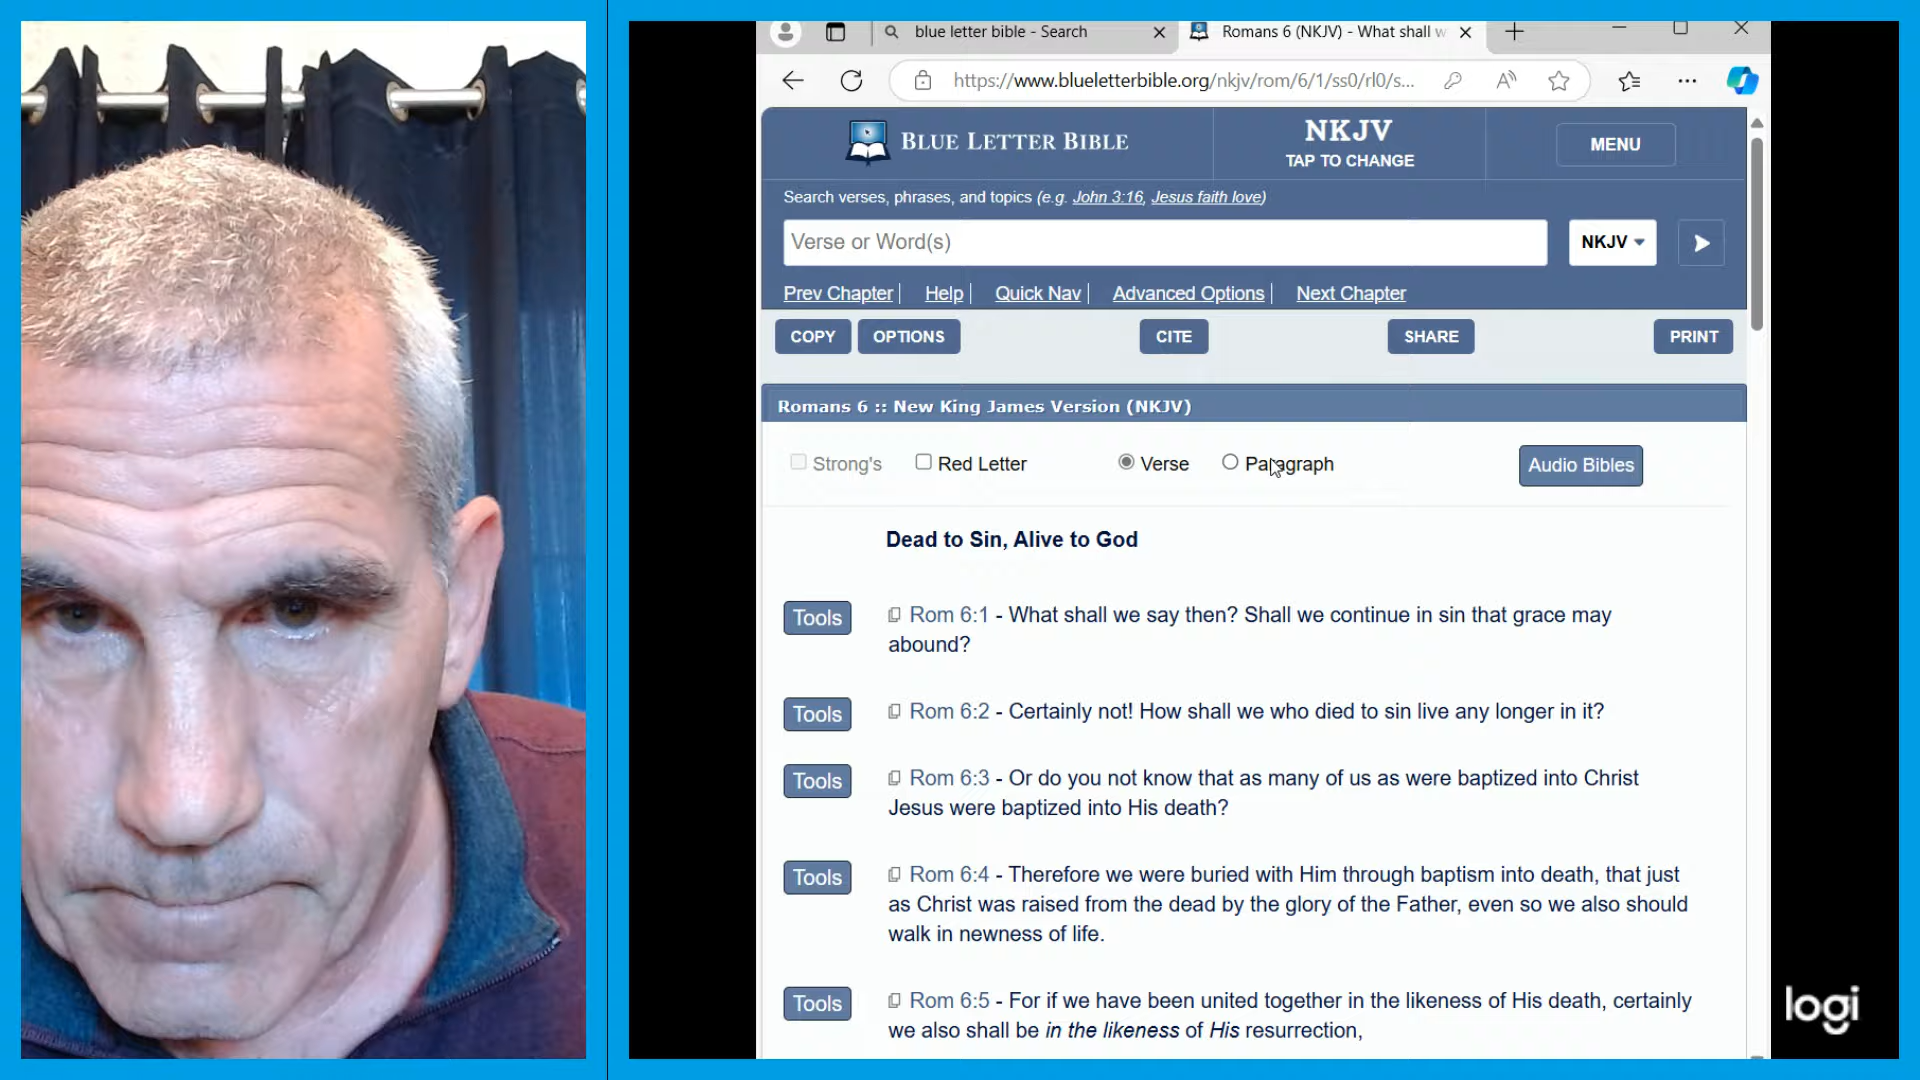 blue letter bible - Search
Romans 6 (NKJV) - What shall w
https://www.blueletterbible.org/nkjv/rom/6/1/ss0/rl0/s...
BLUE LETTER BIBLE
NKJV
TAP TO CHANGE
MENU
Search verses, phrases, and topics (e.g. John 3:16, Jesus faith love)
Verse or Word(s)
NKJV
Prev Chapter | Help | Quick Nav | Advanced Options | Next Chapter
COPY OPTIONS CITE SHARE PRINT
Romans 6 :: New King James Version (NKJV)
Strong's Red Letter Verse Paragraph Audio Bibles
Dead to Sin, Alive to God
Tools Rom 6:1 - What shall we say then? Shall we continue in sin that grace may
abound?
Tools Rom 6:2 - Certainly not! How shall we who died to sin live any longer in it?
Tools Rom 6:3 - Or do you not know that as many of us as were baptized into Christ
Jesus were baptized into His death?
Tools Rom 6:4 - Therefore we were buried with Him through baptism into death, that just
as Christ was raised from the dead by the glory of the Father, even so we also should
walk in newness of life.
Tools Rom 6:5 - For if we have been united together in the likeness of His death, certainly
we also shall be in the likeness of His resurrection,
logi